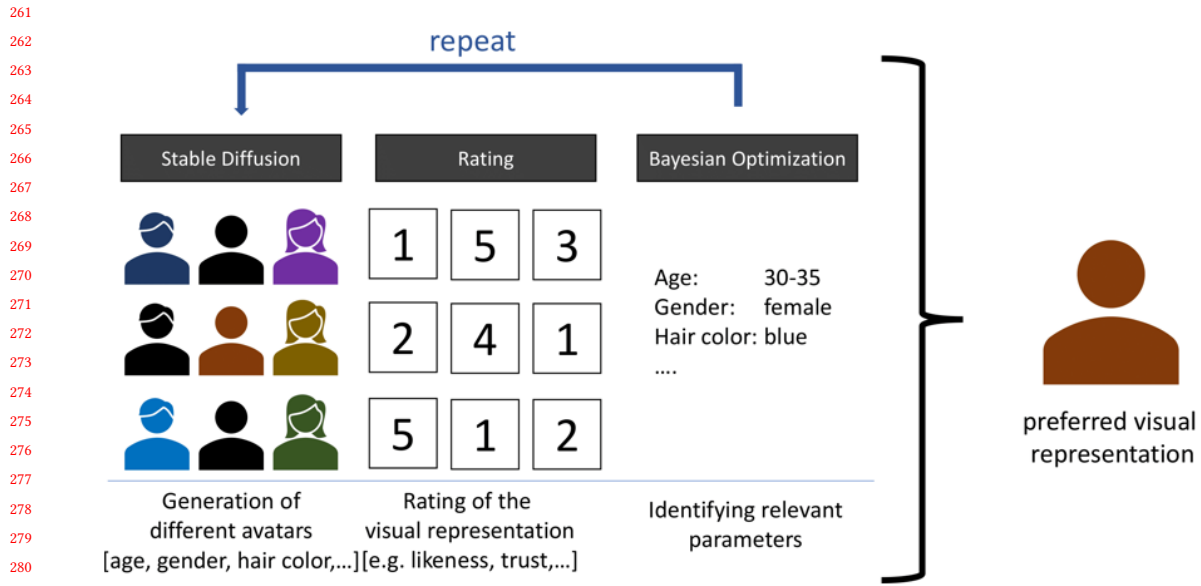 261
262
263
264
265
266
267
268
269
270
271
272
273
274
275
276
277
278
279
280
repeat
Stable Diffusion
Rating
Bayesian Optimization
1 5 3
2 4 1
5 1 2
Age: 30-35
Gender: female
Hair color: blue
....
Generation of
different avatars
[age, gender, hair color,...]
Rating of the
visual representation
[e.g. likeness, trust,...]
Identifying relevant
parameters
preferred visual
representation